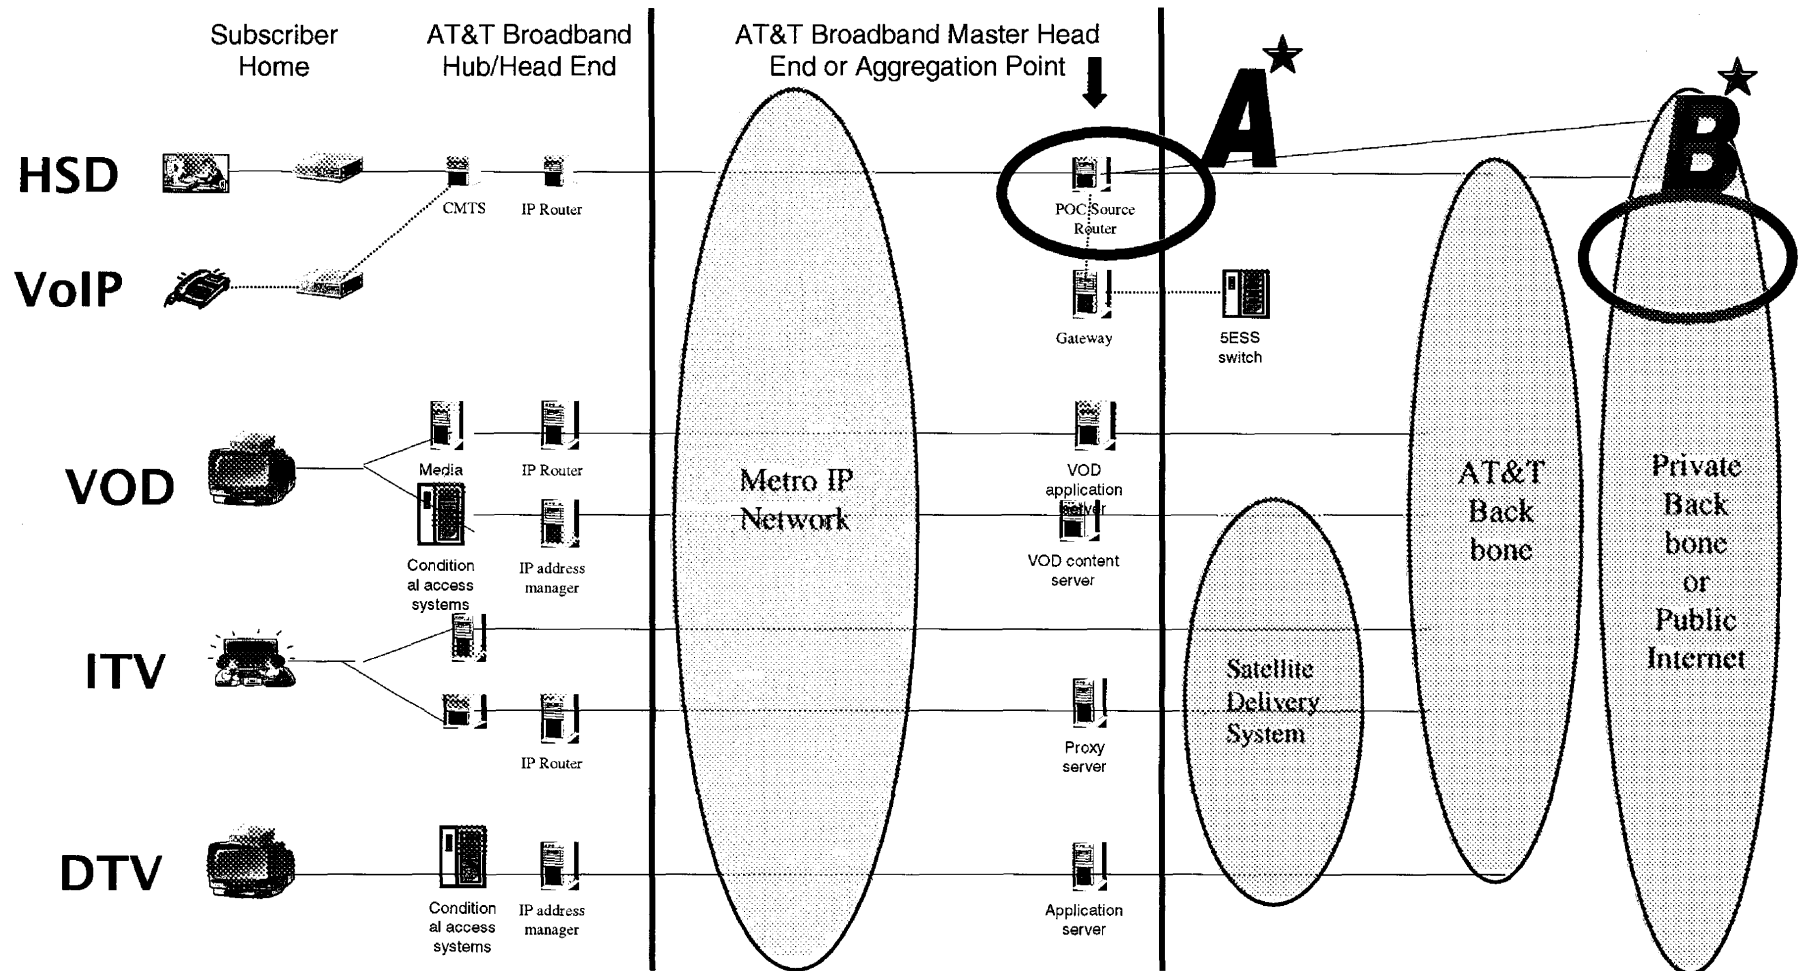 Subscriber
Home
AT&T Broadband
Hub/Head End
AT&T Broadband Master Head
End or Aggregation Point
A
B
HSD
CMTS
IP Router
POC Source
Router
VoIP
Gateway
5ESS
switch
VOD
Media
IP Router
Condition
al access
systems
IP address
manager
Metro IP
Network
VOD
application
server
VOD content
server
AT&T
Back
bone
Private
Back
bone
or
Public
Internet
ITV
IP Router
Proxy
server
Satellite
Delivery
System
DTV
Condition
al access
systems
IP address
manager
Application
server